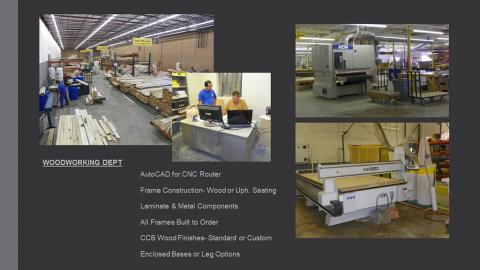 WOODWORKING DEPT
AutoCAD for CNC Router
Frame Construction- Wood or Uph. Seating
Laminate & Metal Components
All Frames Built to Order
CCB Wood Finishes- Standard or Custom
Enclosed Bases or Leg Options
AEM